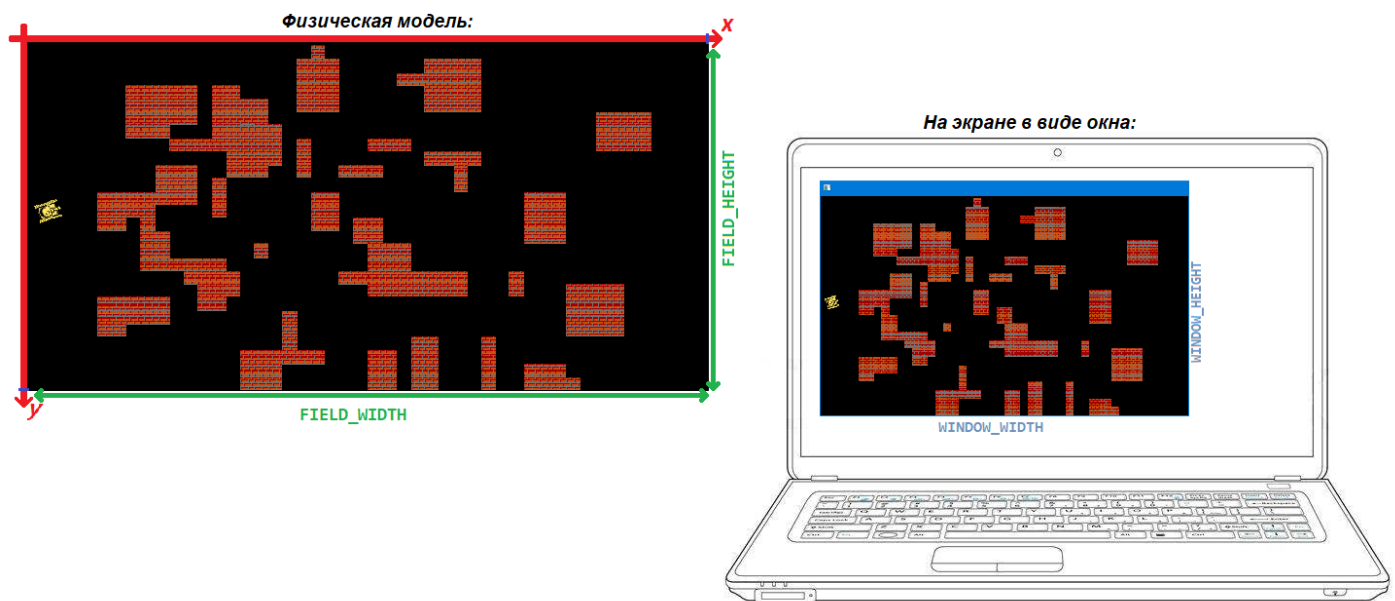 Физическая модель:
x
FIELD_HEIGHT
y
FIELD_WIDTH
На экране в виде окна:
WINDOW_HEIGHT
WINDOW_WIDTH